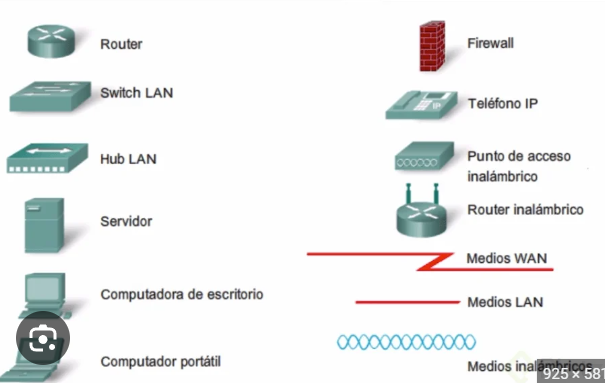 Router
Switch LAN
Hub LAN
Servidor
Computadora de escritorio
Computador portátil
Firewall
Teléfono IP
IP
Punto de acceso
inalámbrico
Router inalámbrico
Medios WAN
Medios LAN
Medios inalámbricos
925 × 581